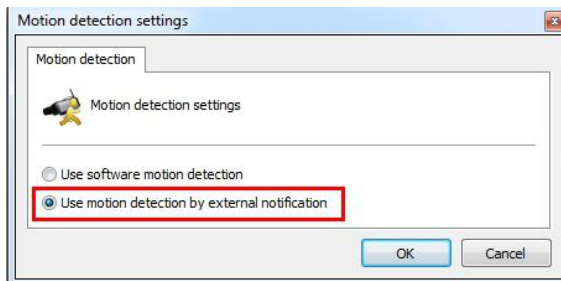 Motion detection settings
Motion detection
Motion detection settings
Use software motion detection
Use motion detection by external notification
OK
Cancel